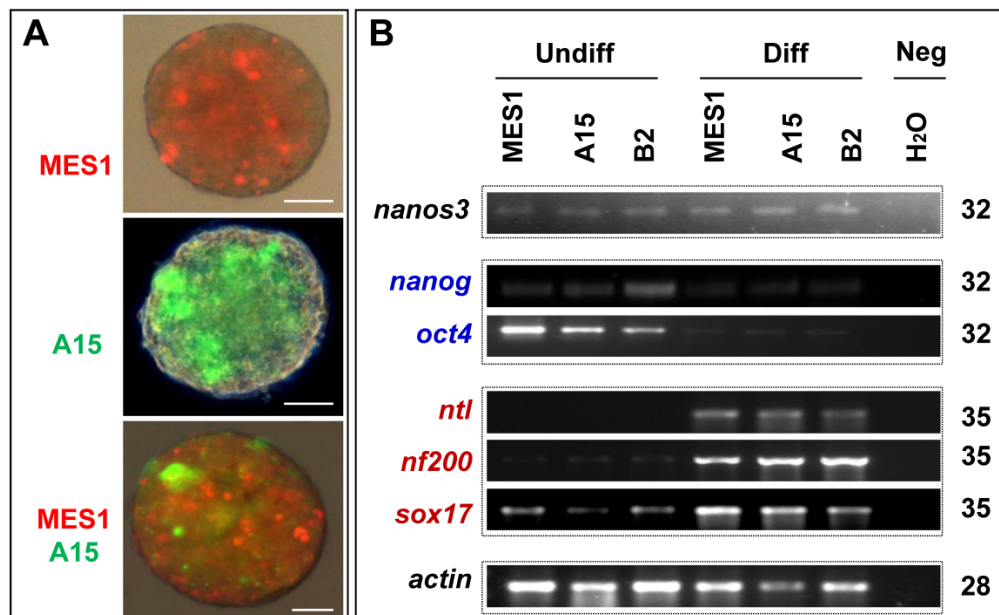 A
MES1
A15
MES1
A15
B
Undiff Diff Neg
MES1 A15 B2 MES1 A15 B2 H₂O
nanos3 32
nanog 32
oct4 32
ntl 35
nf200 35
sox17 35
actin 28